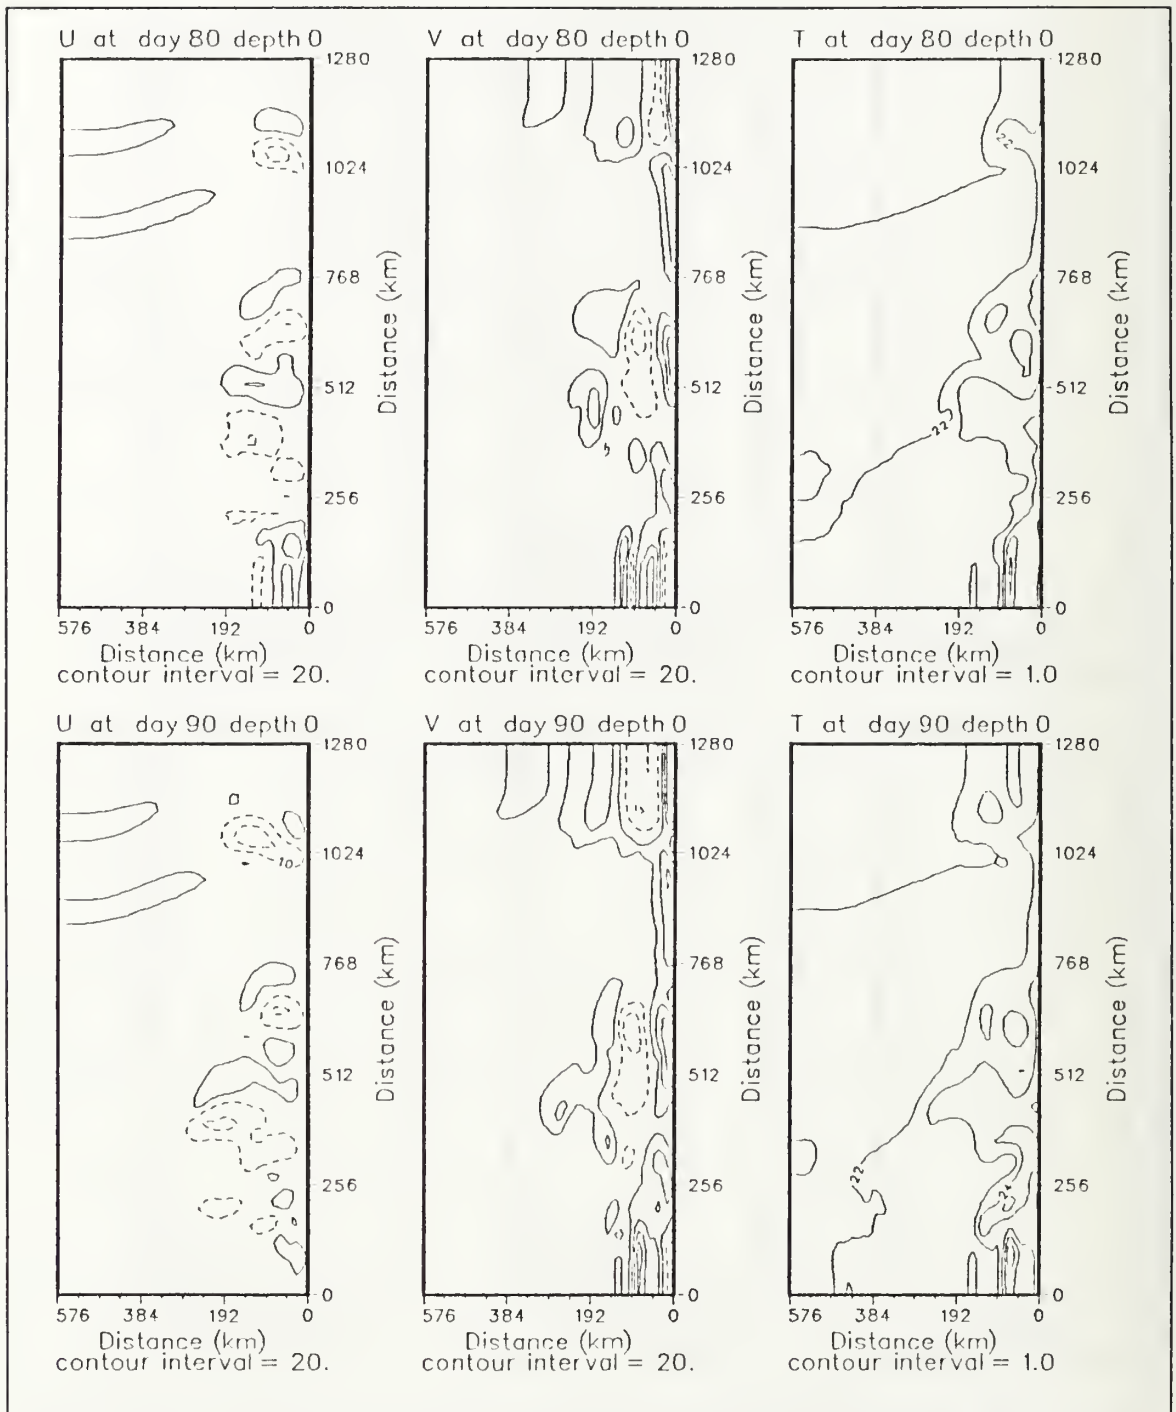 U at day 80 depth 0
1280
1024
768
512
256
0
Distance (km)
576 384 192 0
Distance (km)
contour interval = 20.
V at day 80 depth 0
1280
1024
768
512
256
0
Distance (km)
576 384 192 0
Distance (km)
contour interval = 20.
T at day 80 depth 0
22
22
1280
1024
768
512
256
0
Distance (km)
576 384 192 0
Distance (km)
contour interval = 1.0
U at day 90 depth 0
10
1280
1024
768
512
256
0
Distance (km)
576 384 192 0
Distance (km)
contour interval = 20.
V at day 90 depth 0
1280
1024
768
512
256
0
Distance (km)
576 384 192 0
Distance (km)
contour interval = 20.
T at day 90 depth 0
22
24
1280
1024
768
512
256
0
Distance (km)
576 384 192 0
Distance (km)
contour interval = 1.0